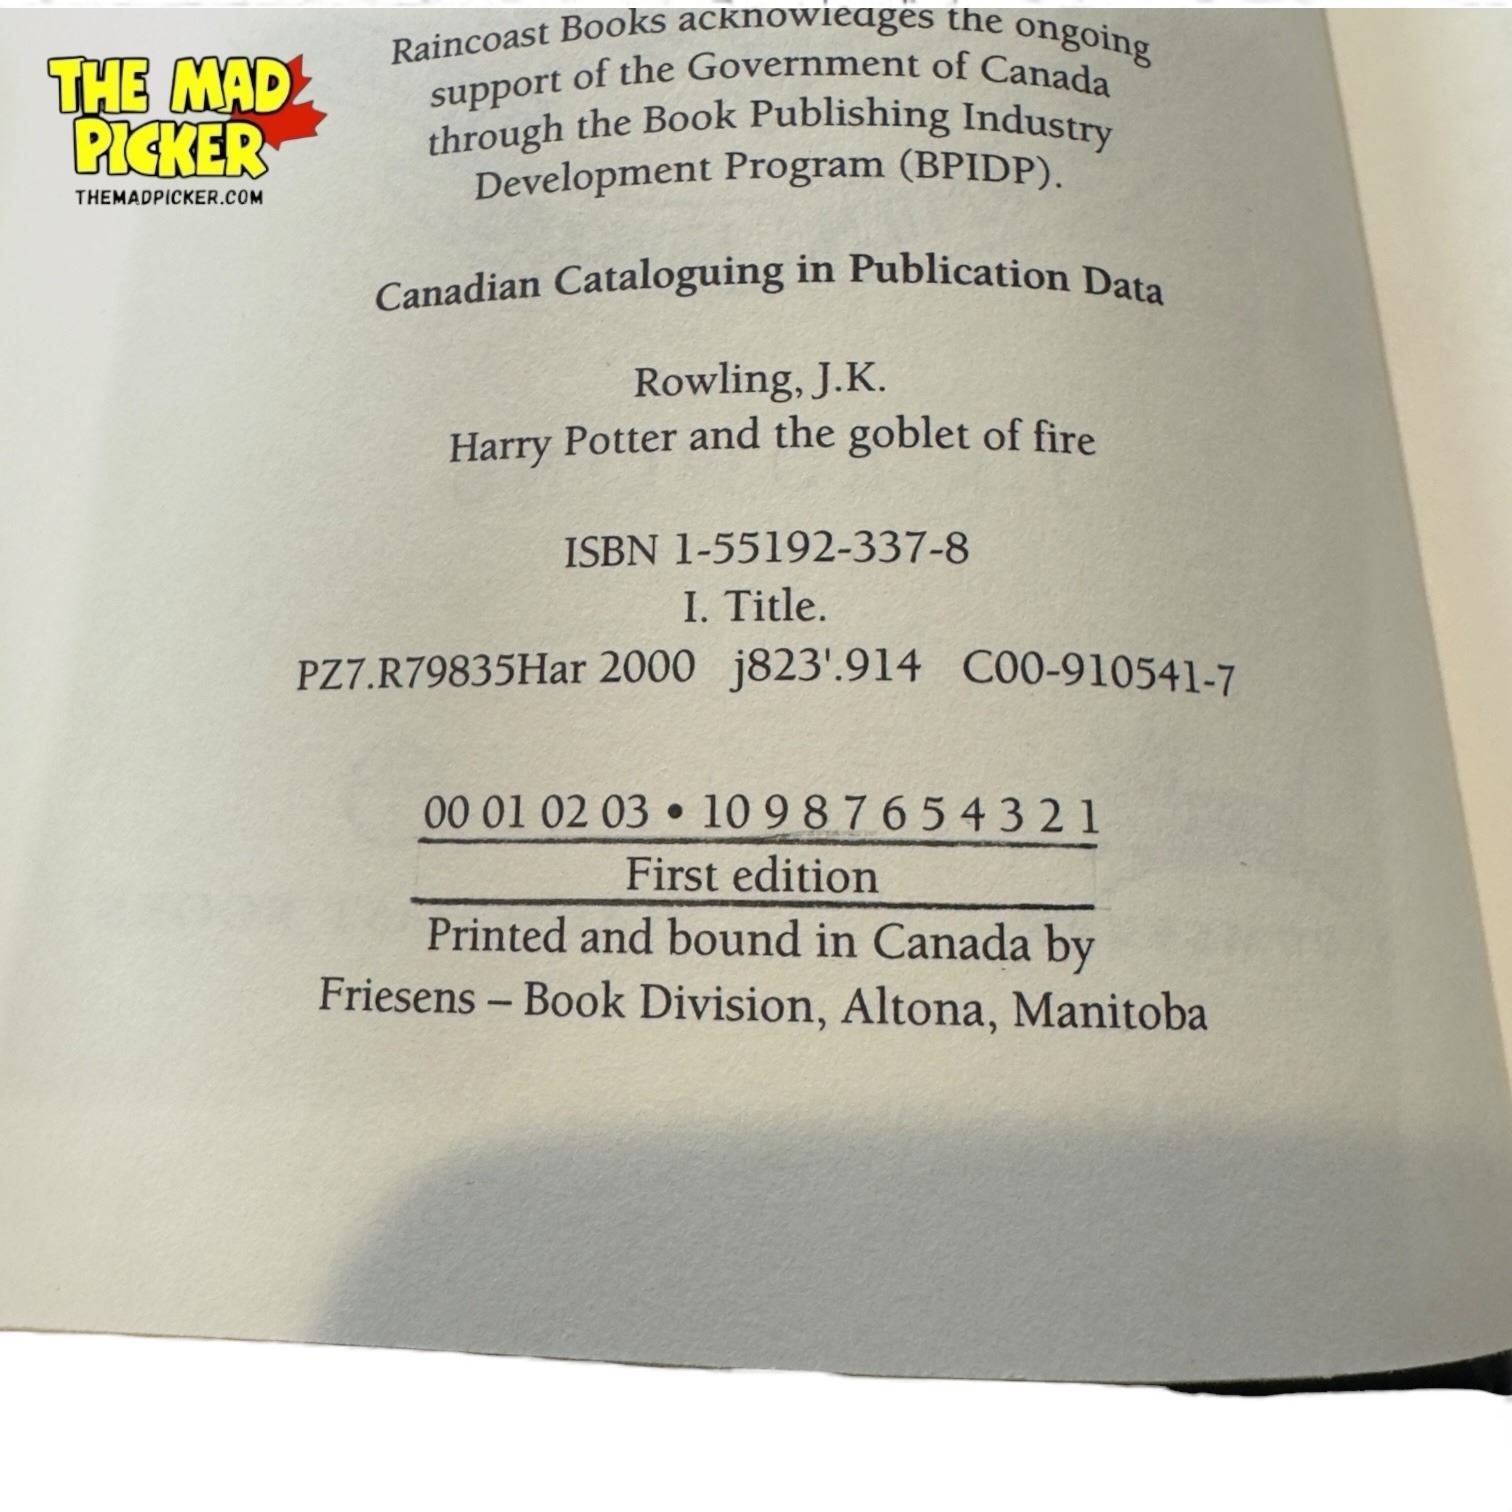 THE MAD
PICKER
THEMADPICKER.COM
Raincoast Books acknowledges the ongoing
support of the Government of Canada
through the Book Publishing Industry
Development Program (BPIDP).
Canadian Cataloguing in Publication Data
Rowling, J.K.
Harry Potter and the goblet of fire
ISBN 1-55192-337-8
I. Title.
PZ7.R79835Har 2000 j823'.914 C00-910541-7
00 01 02 03 • 10 9 8 7 6 5 4 3 2 1
First edition
Printed and bound in Canada by
Friesens – Book Division, Altona, Manitoba